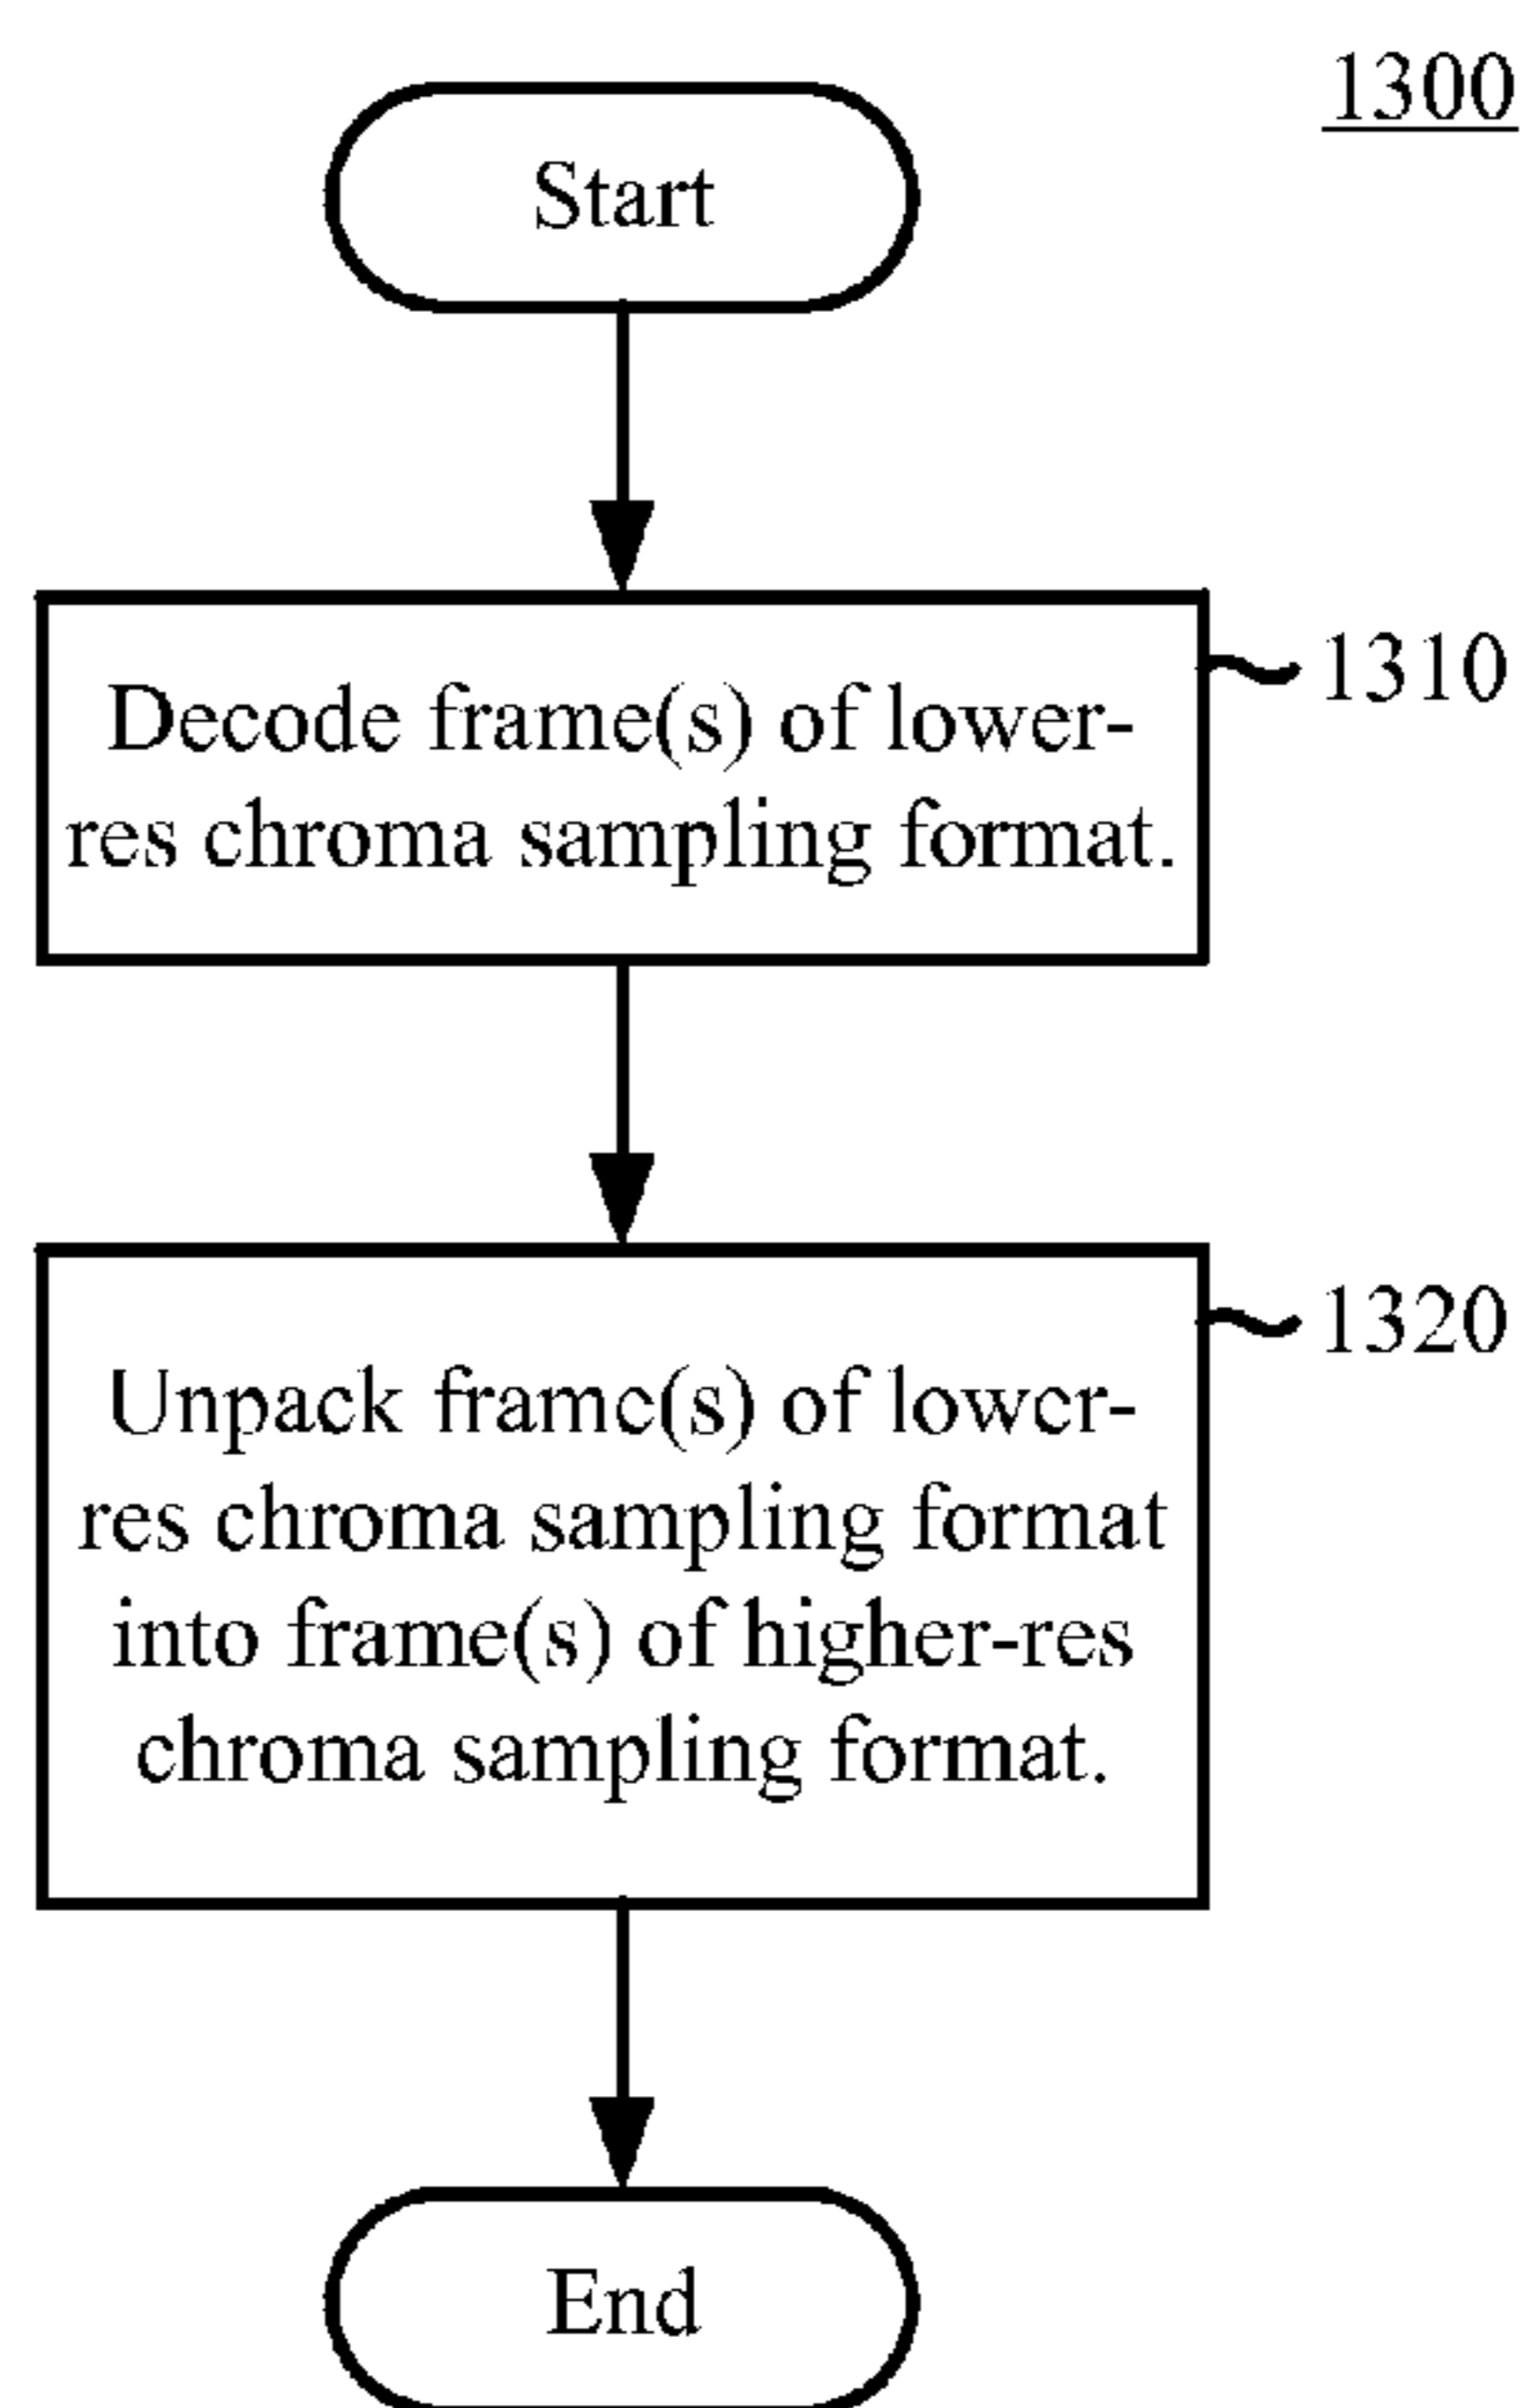 1300
Start
Decode frame(s) of lower-
res chroma sampling format.
1310
Unpack frame(s) of lower-
res chroma sampling format
into frame(s) of higher-res
chroma sampling format.
1320
End